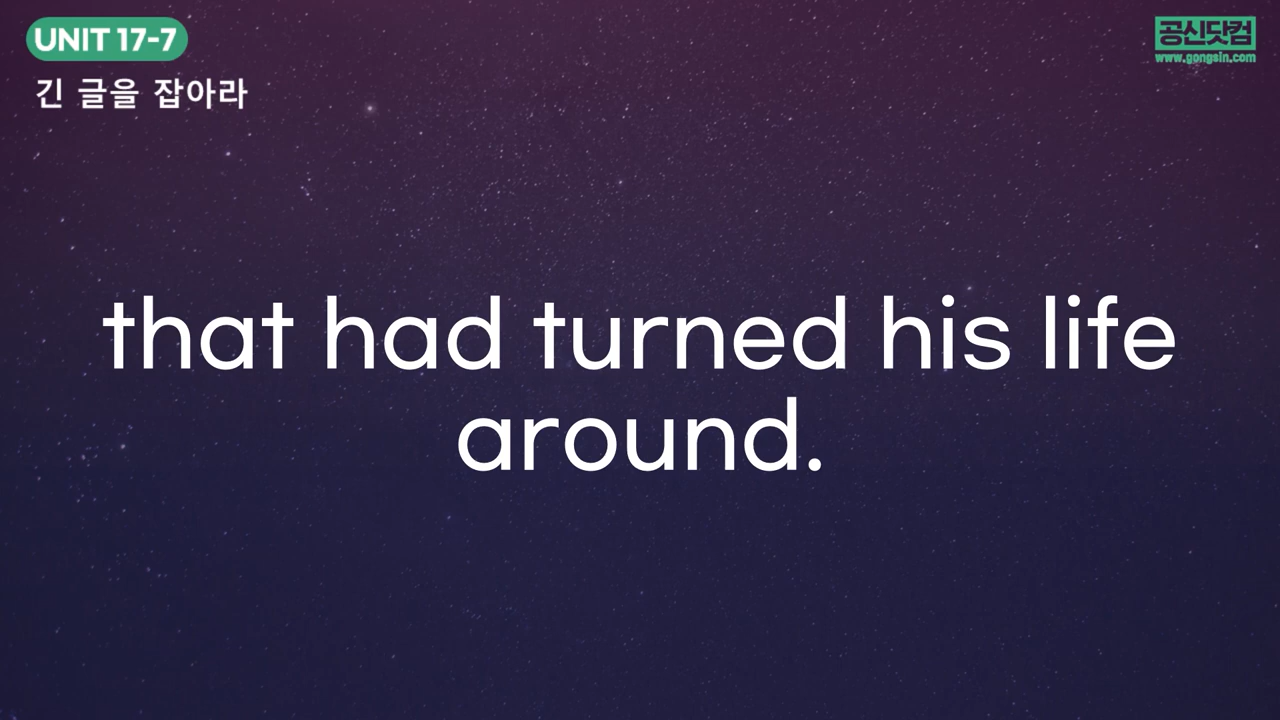 UNIT 17-7
공신닷컴
www.gongsin.com
긴 글을 잡아라
that had turned his life
around.